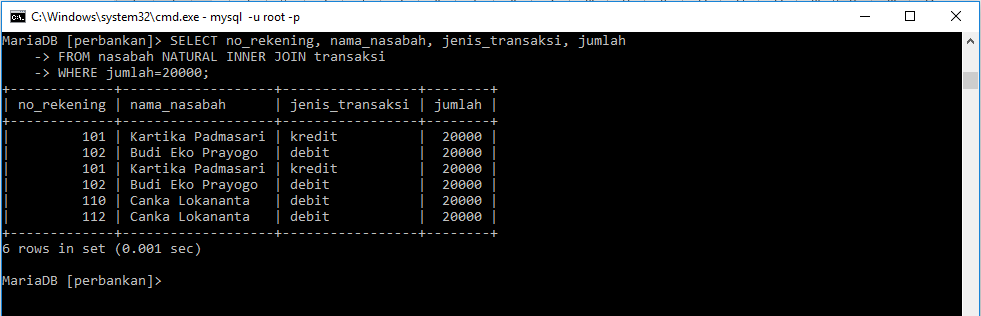 C:\Windows\system32\cmd.exe - mysql  -u root -p
MariaDB [perbankan]> SELECT no_rekening, nama_nasabah, jenis_transaksi, jumlah
    -> FROM nasabah NATURAL INNER JOIN transaksi
    -> WHERE jumlah=20000;
+-------------+-------------------+-----------------+--------+
| no_rekening | nama_nasabah      | jenis_transaksi | jumlah |
+-------------+-------------------+-----------------+--------+
|         101 | Kartika Padmasari | kredit          |  20000 |
|         102 | Budi Eko Prayogo  | debit           |  20000 |
|         101 | Kartika Padmasari | kredit          |  20000 |
|         102 | Budi Eko Prayogo  | debit           |  20000 |
|         110 | Canka Lokananta   | debit           |  20000 |
|         112 | Canka Lokananta   | debit           |  20000 |
+-------------+-------------------+-----------------+--------+
6 rows in set (0.001 sec)
MariaDB [perbankan]>